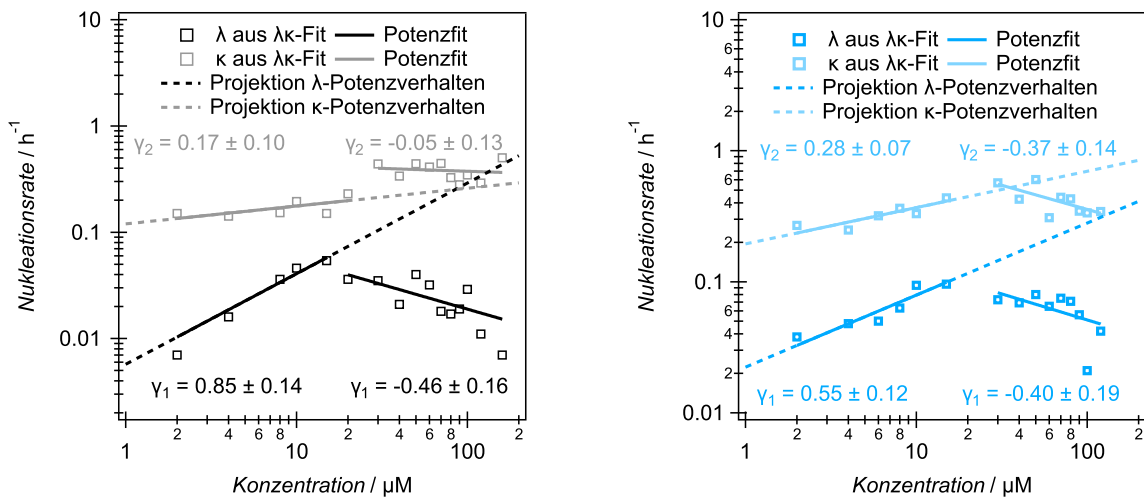 10
1
0.1
0.01
Nukleationsrate / h⁻¹
λ aus λκ-Fit Potenzfit
κ aus λκ-Fit Potenzfit
Projektion λ-Potenzverhalten
Projektion κ-Potenzverhalten
γ₂ = 0.17 ± 0.10 γ₂ = -0.05 ± 0.13
γ₁ = 0.85 ± 0.14 γ₁ = -0.46 ± 0.16
1 2 4 6 8 10 2 4 6 8 100 2
Konzentration / µM
10
8
6
4
2
1
8
6
4
2
0.1
8
6
4
2
0.01
Nukleationsrate / h⁻¹
λ aus λκ-Fit Potenzfit
κ aus λκ-Fit Potenzfit
Projektion λ-Potenzverhalten
Projektion κ-Potenzverhalten
γ₂ = 0.28 ± 0.07 γ₂ = -0.37 ± 0.14
γ₁ = 0.55 ± 0.12 γ₁ = -0.40 ± 0.19
1 2 4 6 8 10 2 4 6 8 100 2
Konzentration / µM